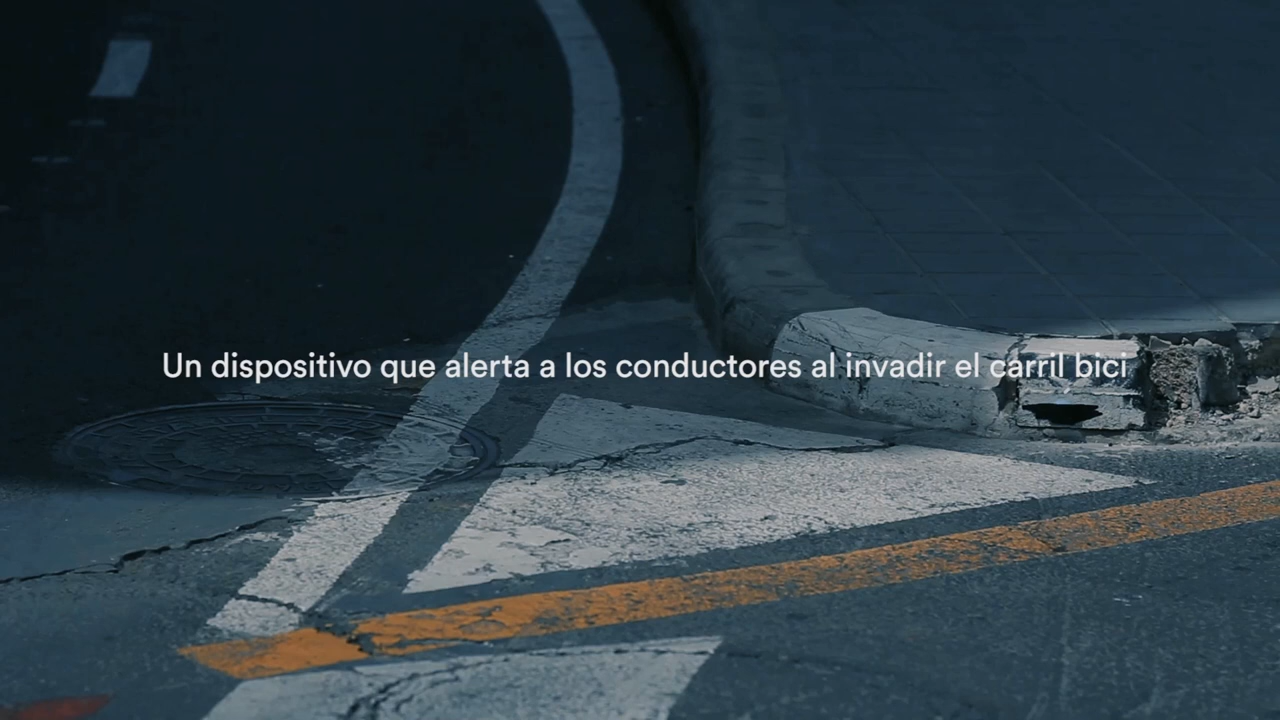 Un dispositivo que alerta a los conductores al invadir el carril bici